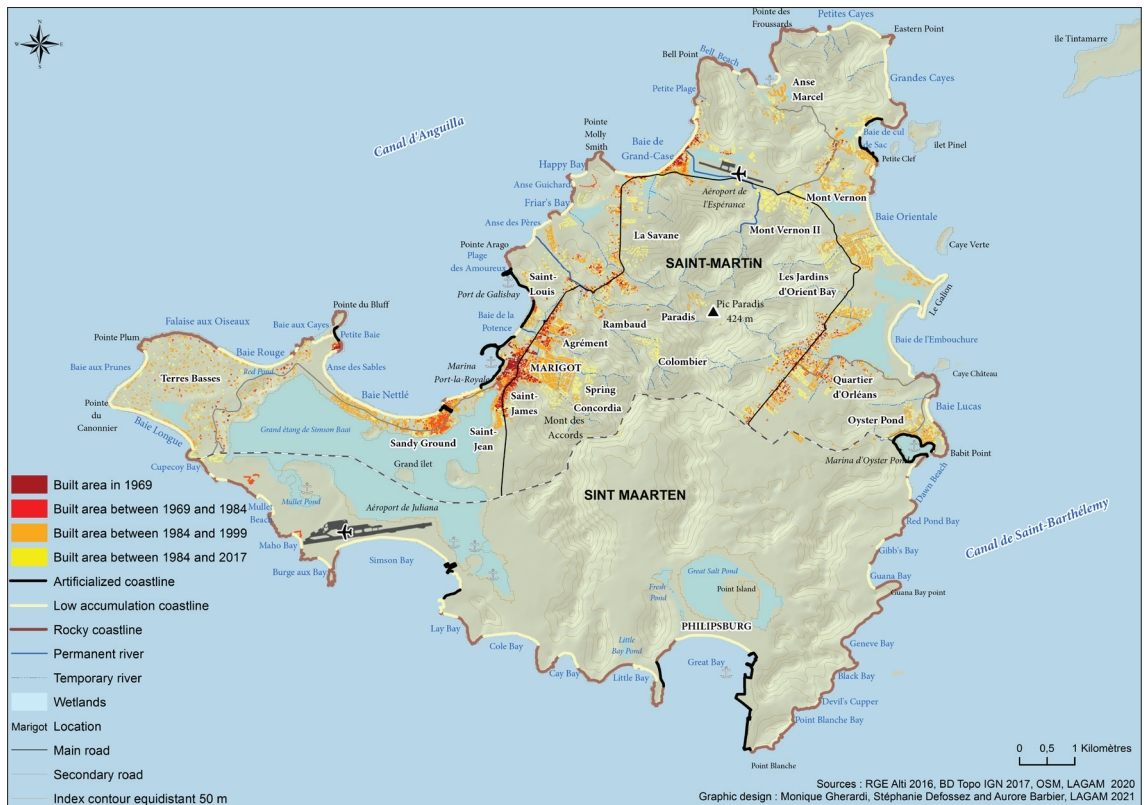 Pointe des
Froussards
Petites Cayes
Eastern Point
île Tintamarre
Bell Point
Bell Beach
Anse
Marcel
Grandes Cayes
Petite Plage
Canal d'Anguilla
Pointe
Molly
Smith
Baie de
Grand-Case
Baie de cul
de Sac
îlet Pinel
Petite Clef
Happy Bay
Anse Guichard
Friar's Bay
Aéroport de
l'Espérance
Mont Vernon
Anse des Pères
La Savane
Mont Vernon II
Baie Orientale
Caye Verte
Pointe Arago
Plage
des Amoureux
SAINT-MARTiN
Saint-
Louis
Port de Galisbay
Les Jardins
d'Orient Bay
Le Galion
Pic Paradis
424 m
Pointe du Bluff
Baie de la
Potence
Rambaud
Paradis
Falaise aux Oiseaux
Baie aux Cayes
Petite Baie
Pointe Plum
Baie Rouge
Agrément
Baie de l'Embouchure
Baie aux Prunes
Terres Basses
Red Pond
Anse des Sables
Marina
Port-la-Royale
MARIGOT
Colombier
Caye Château
Baie Nettlé
Spring
Concordia
Quartier
d'Orléans
Pointe
du
Canonnier
Saint-
James
Baie Lucas
Baie Longue
Grand étang de Simson Baai
Sandy Ground
Saint-
Jean
Mont des
Accords
Oyster Pond
Grand îlet
Marina d'Oyster Pond
Babit Point
Cupecoy Bay
Dawn Beach
Mullet Pond
SINT MAARTEN
Mullet
Beach
Aéroport de Juliana
Red Pond Bay
Canal de Saint-Barthélemy
Maho Bay
Simson Bay
Gibb's Bay
Burge aux Bay
Great Salt Pond
Guana Bay
Fresh
Pond
Point Island
Guana Bay point
Lay Bay
PHILIPSBURG
Cole Bay
Little
Bay Pond
Geneve Bay
Cay Bay
Little Bay
Great Bay
Black Bay
Devil's Cupper
Point Blanche Bay
Point Blanche
Built area in 1969
Built area between 1969 and 1984
Built area between 1984 and 1999
Built area between 1984 and 2017
Artificialized coastline
Low accumulation coastline
Rocky coastline
Permanent river
Temporary river
Wetlands
Marigot Location
Main road
Secondary road
Index contour equidistant 50 m
0 0,5 1 Kilomètres
Sources : RGE Alti 2016, BD Topo IGN 2017, OSM, LAGAM 2020
Graphic design : Monique Gherardi, Stéphanie Defossez and Aurore Barbier, LAGAM 2021